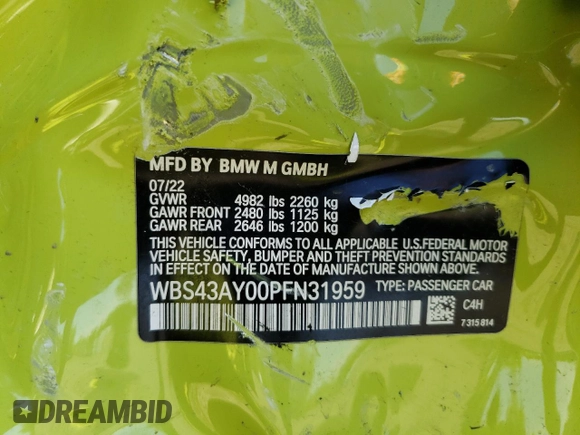 MFD BY BMW M GMBH
07/22
GVWR 4982 lbs 2260 kg
GAWR FRONT 2480 lbs 1125 kg
GAWR REAR 2646 lbs 1200 kg
THIS VEHICLE CONFORMS TO ALL APPLICABLE U.S.FEDERAL MOTOR
VEHICLE SAFETY, BUMPER, AND THEFT PREVENTION STANDARDS
IN EFFECT ON THE DATE OF MANUFACTURE SHOWN ABOVE.
WBS43AY00PFN31959 TYPE: PASSENGER CAR
C4H
7 315 814
DREAMBID